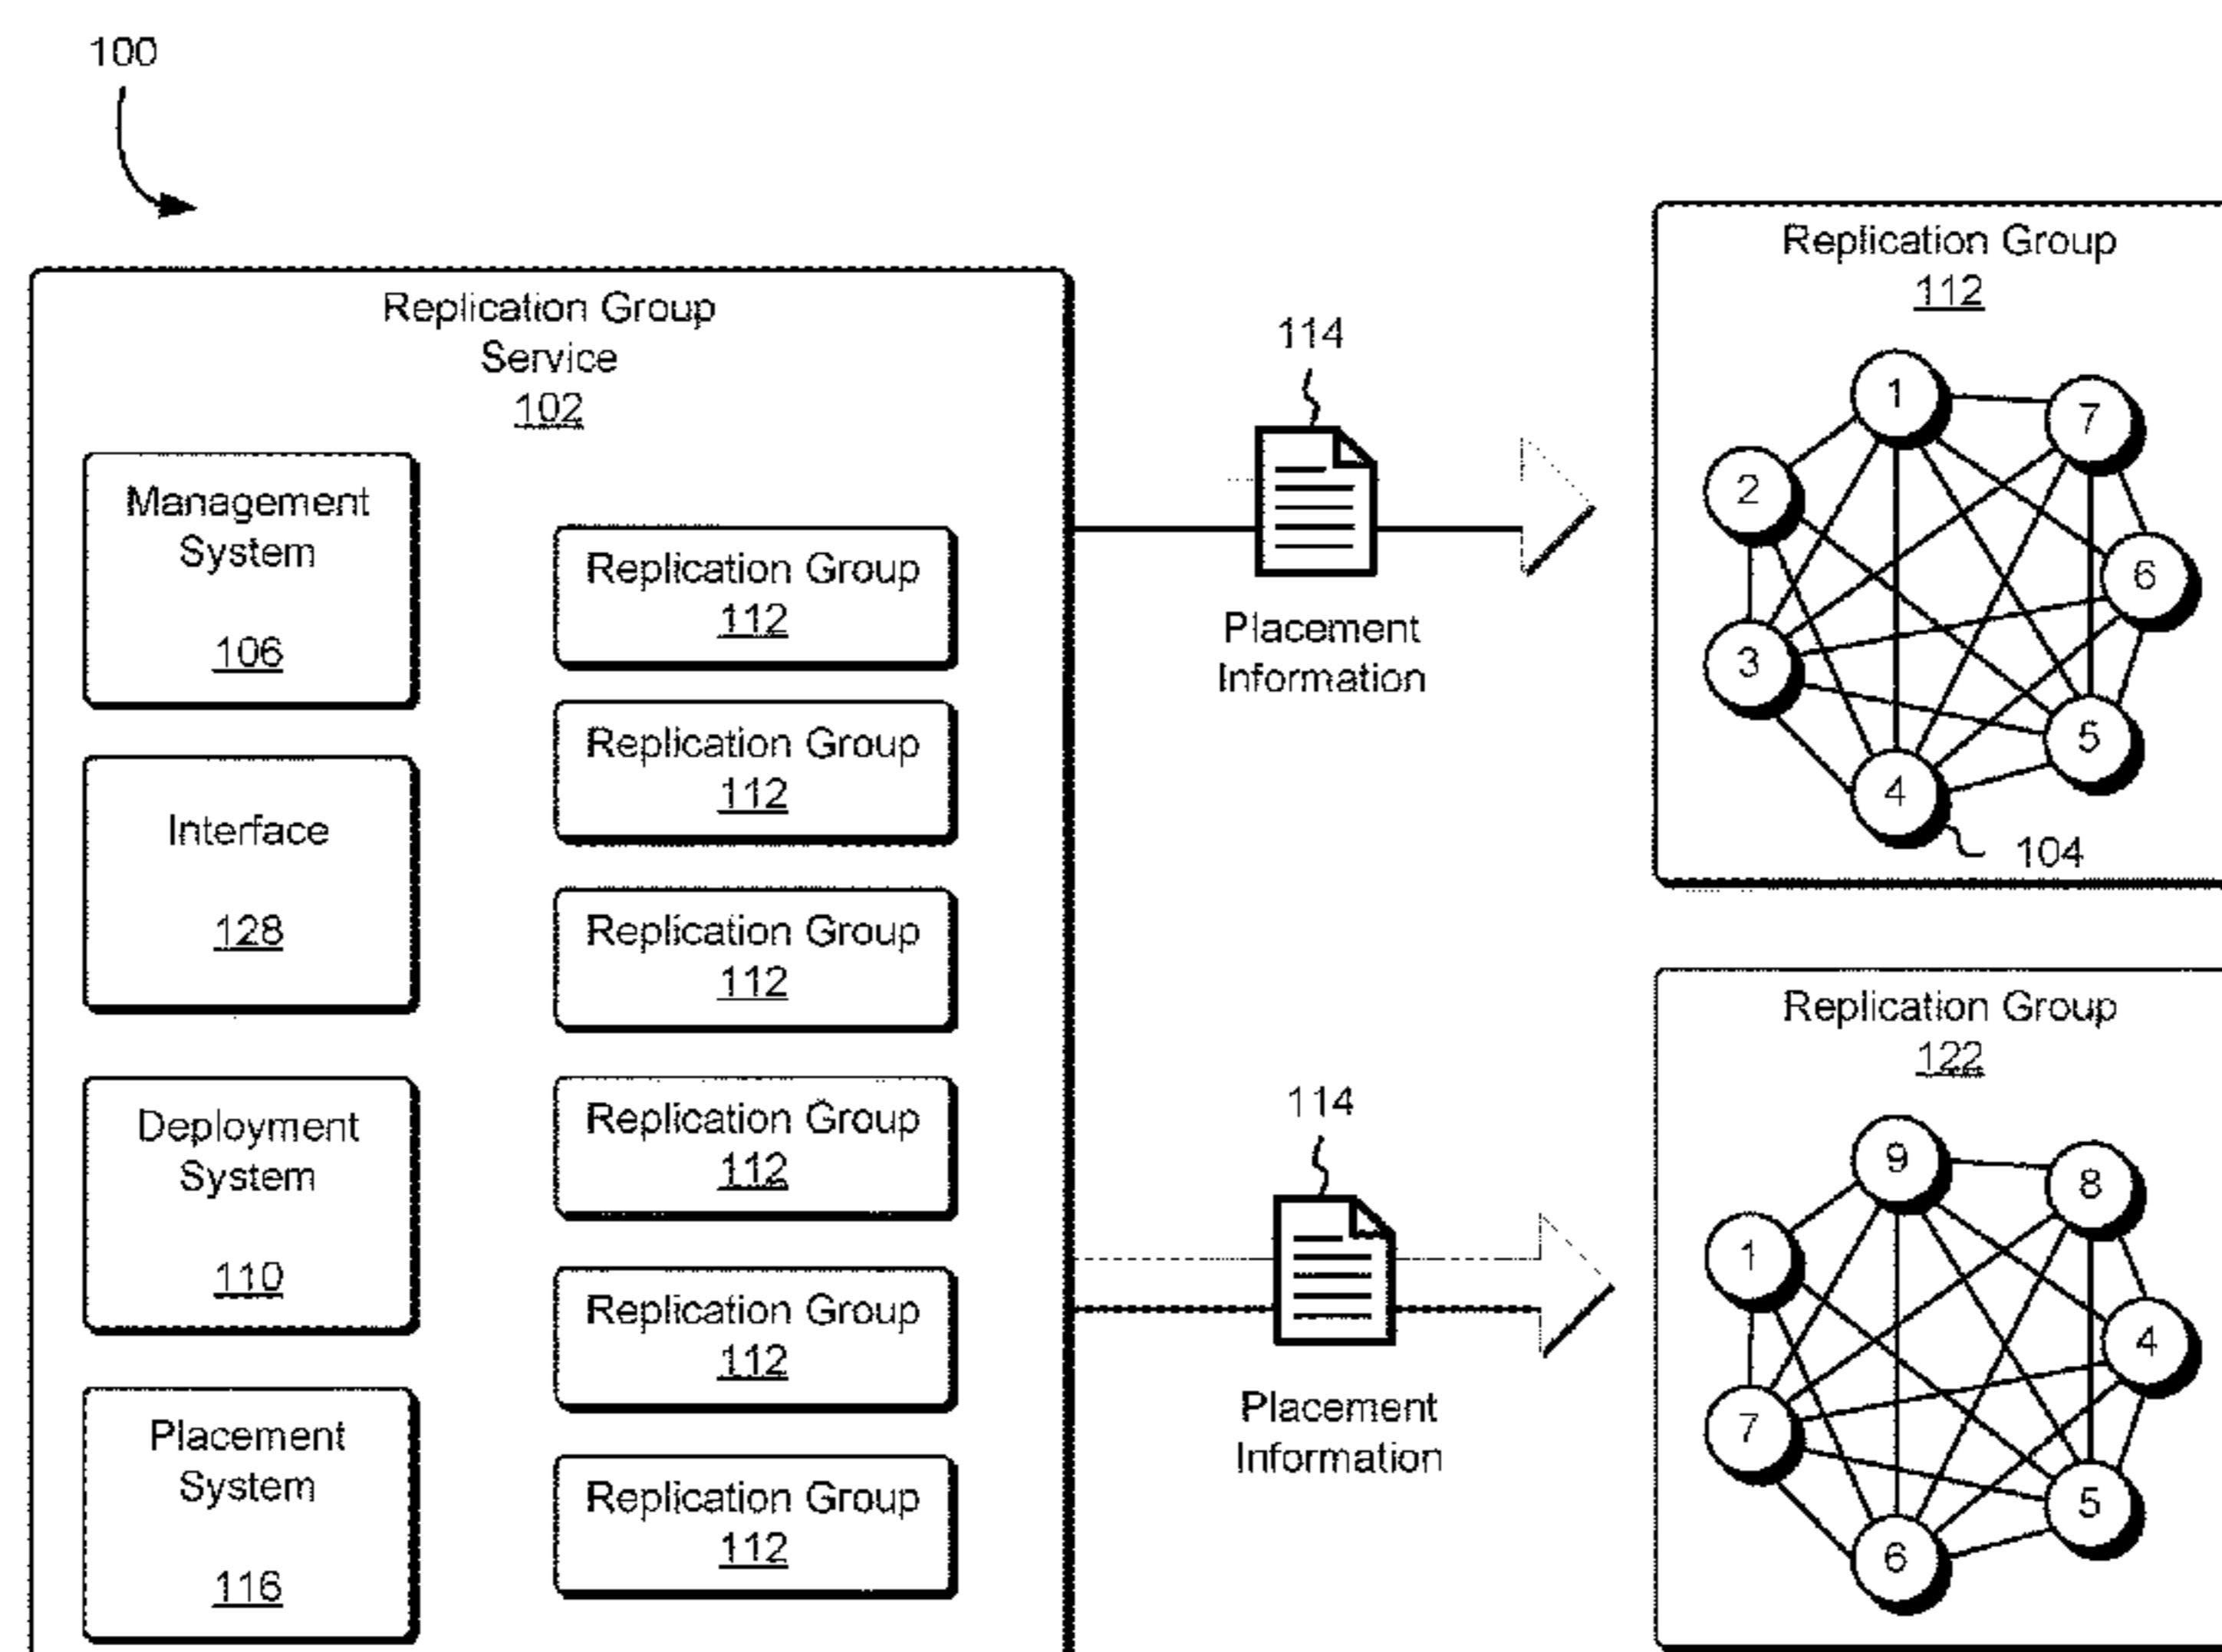 100
Replication Group
Service
102
Management
System
106
Interface
128
Deployment
System
110
Placement
System
116
Replication Group
112
Replication Group
112
Replication Group
112
Replication Group
112
Replication Group
112
Replication Group
112
114
Placement
Information
114
Placement
Information
Replication Group
112
1
7
2
6
3
5
4
104
Replication Group
122
9
8
1
4
7
5
6